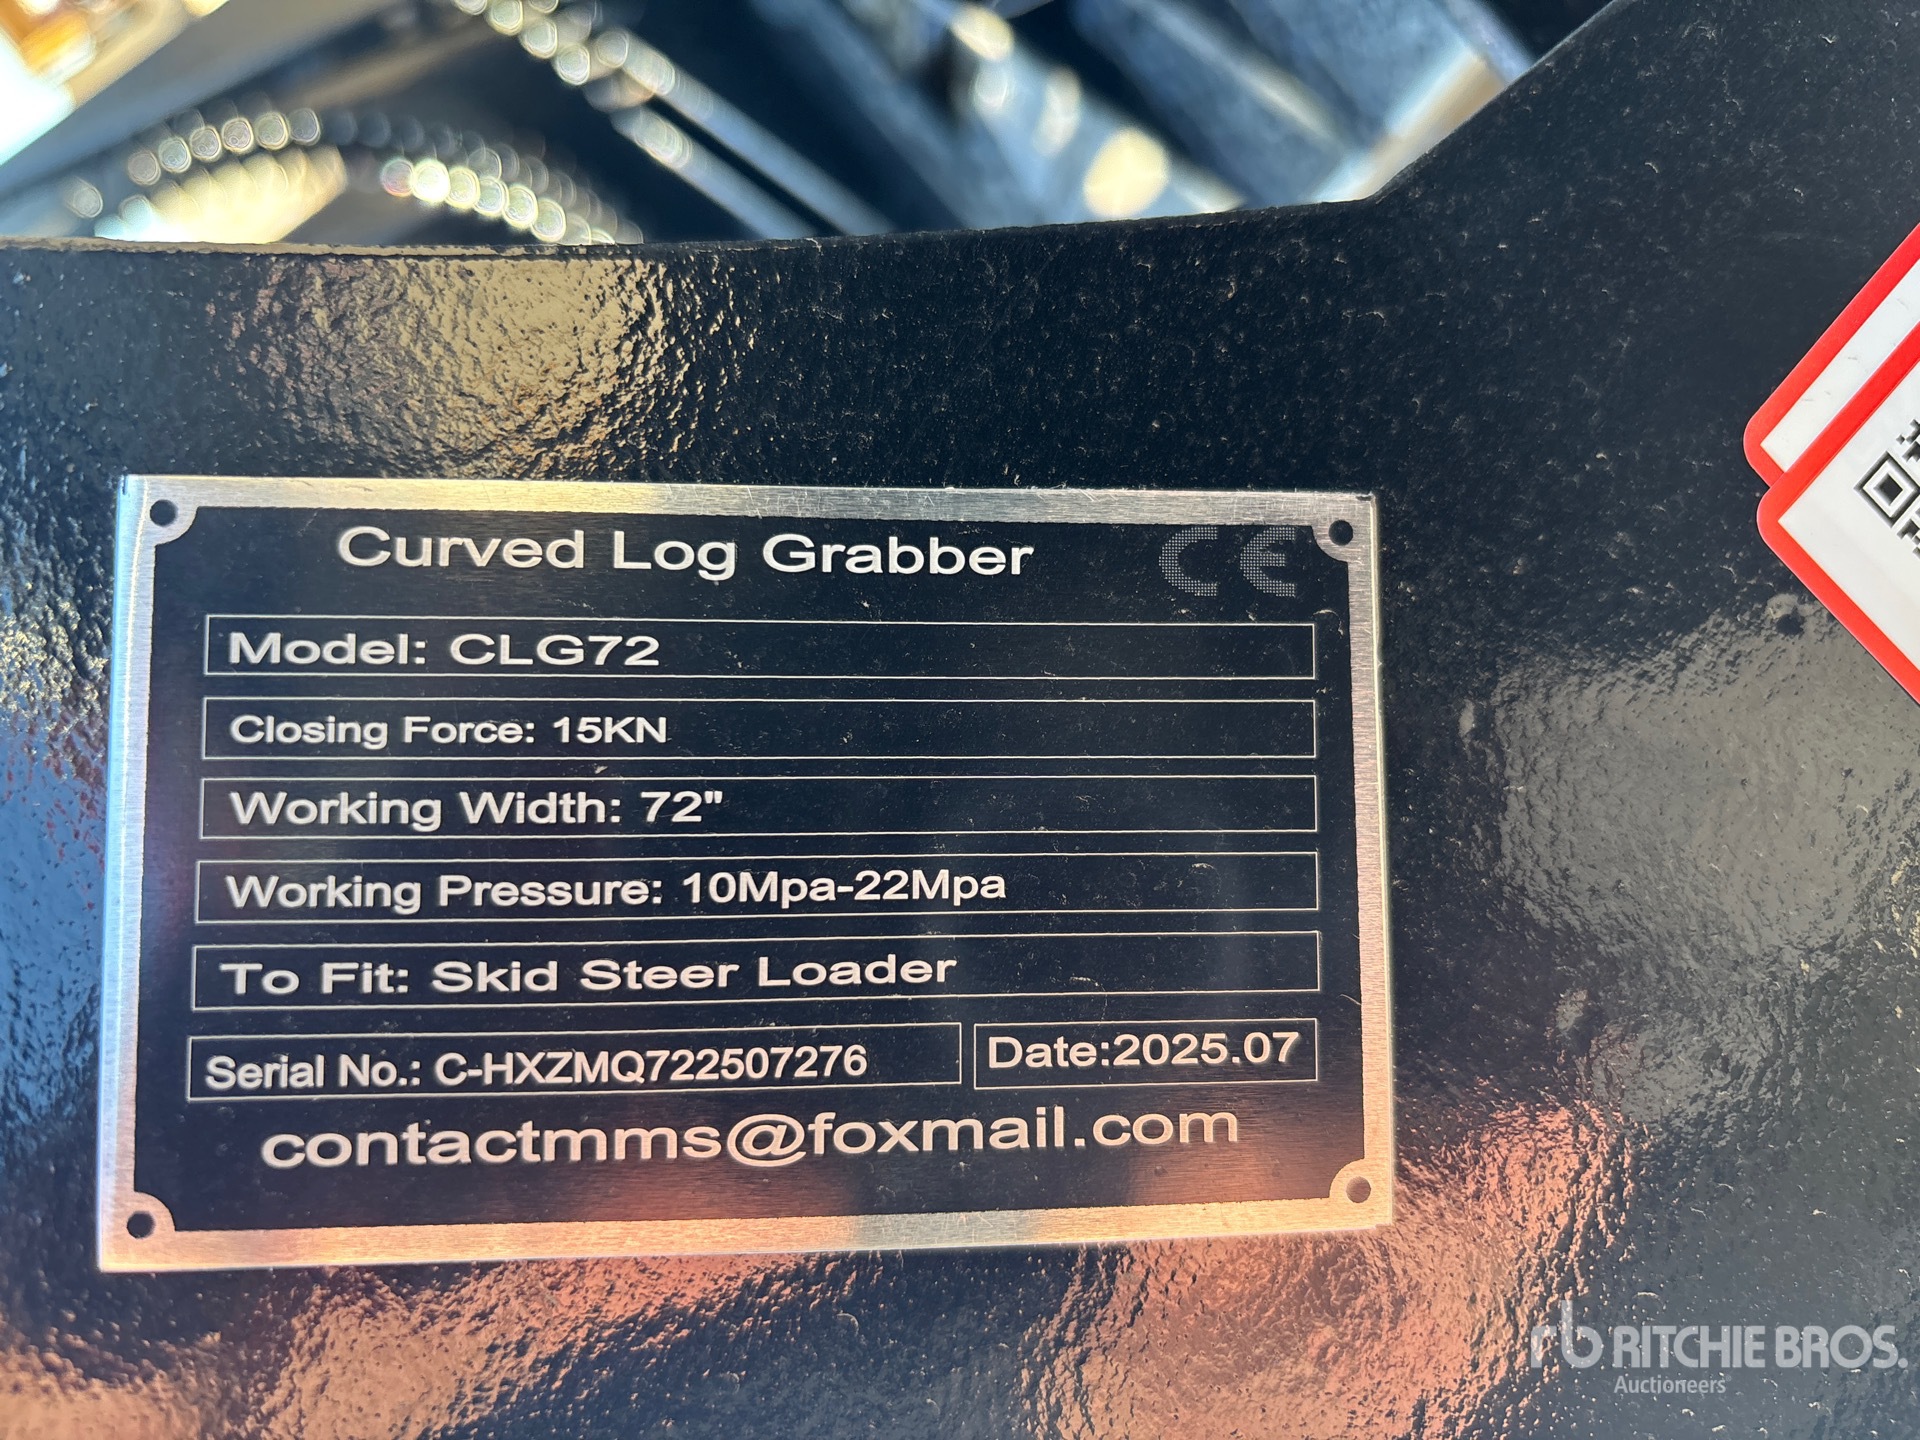 Curved Log Grabber CE
Model: CLG72
Closing Force: 15KN
Working Width: 72"
Working Pressure: 10Mpa-22Mpa
To Fit: Skid Steer Loader
Serial No.: C-HXZMQ722507276 Date:2025.07
contactmms@foxmail.com
rb RITCHIE BROS.
Auctioneers